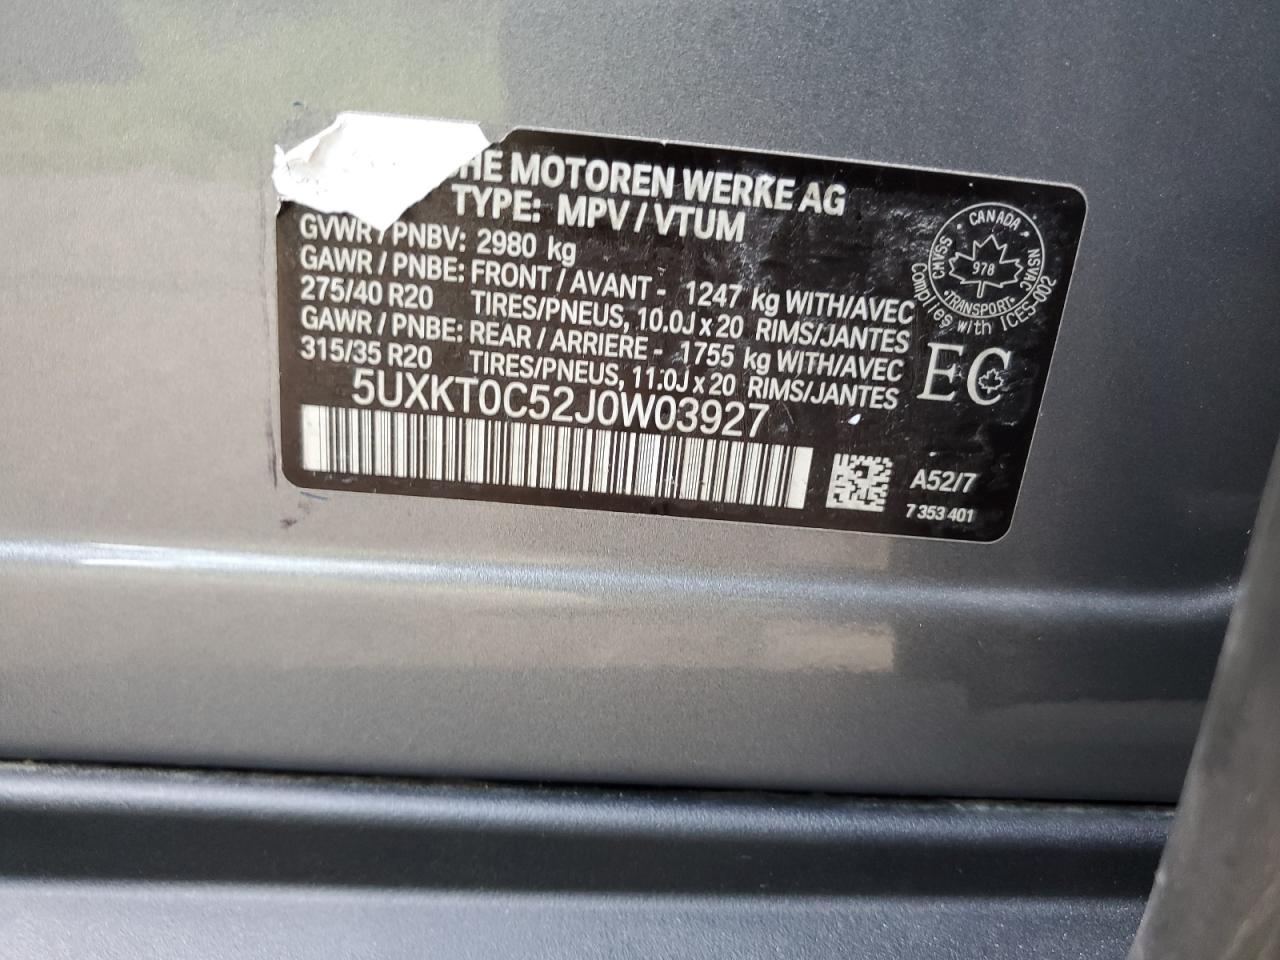 HE MOTOREN WERKE AG
TYPE: MPV / VTUM
GVWR / PNBV: 2980 kg
GAWR / PNBE: FRONT / AVANT - 1247 kg WITH/AVEC
275/40 R20 TIRES/PNEUS, 10.0J x 20 RIMS/JANTES
GAWR / PNBE: REAR / ARRIERE - 1755 kg WITH/AVEC
315/35 R20 TIRES/PNEUS, 11.0J x 20 RIMS/JANTES
5UXKT0C52J0W03927
CANADA
CMVSS
NSVAC
978
TRANSPORT
Complies with ICES-002
EC
A52/7
7 353 401